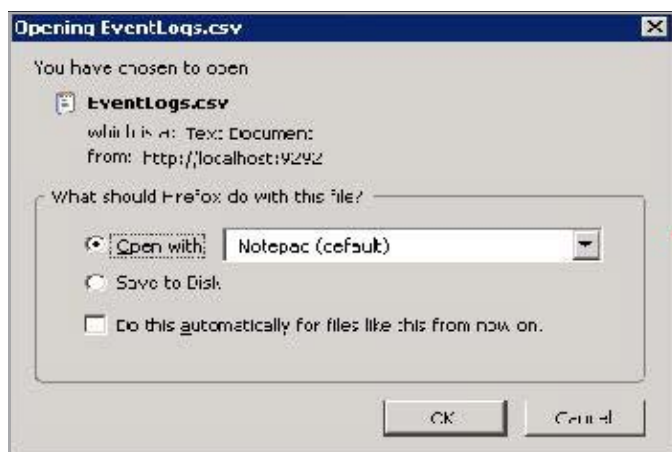 Opening EventLogs.csv
You have chosen to open
EventLogs.csv
which is a: Text Document
from: http://localhost:9292
What should Firefox do with this file?
Open with
Notepad (default)
Save to Disk
Do this automatically for files like this from now on.
OK
Cancel